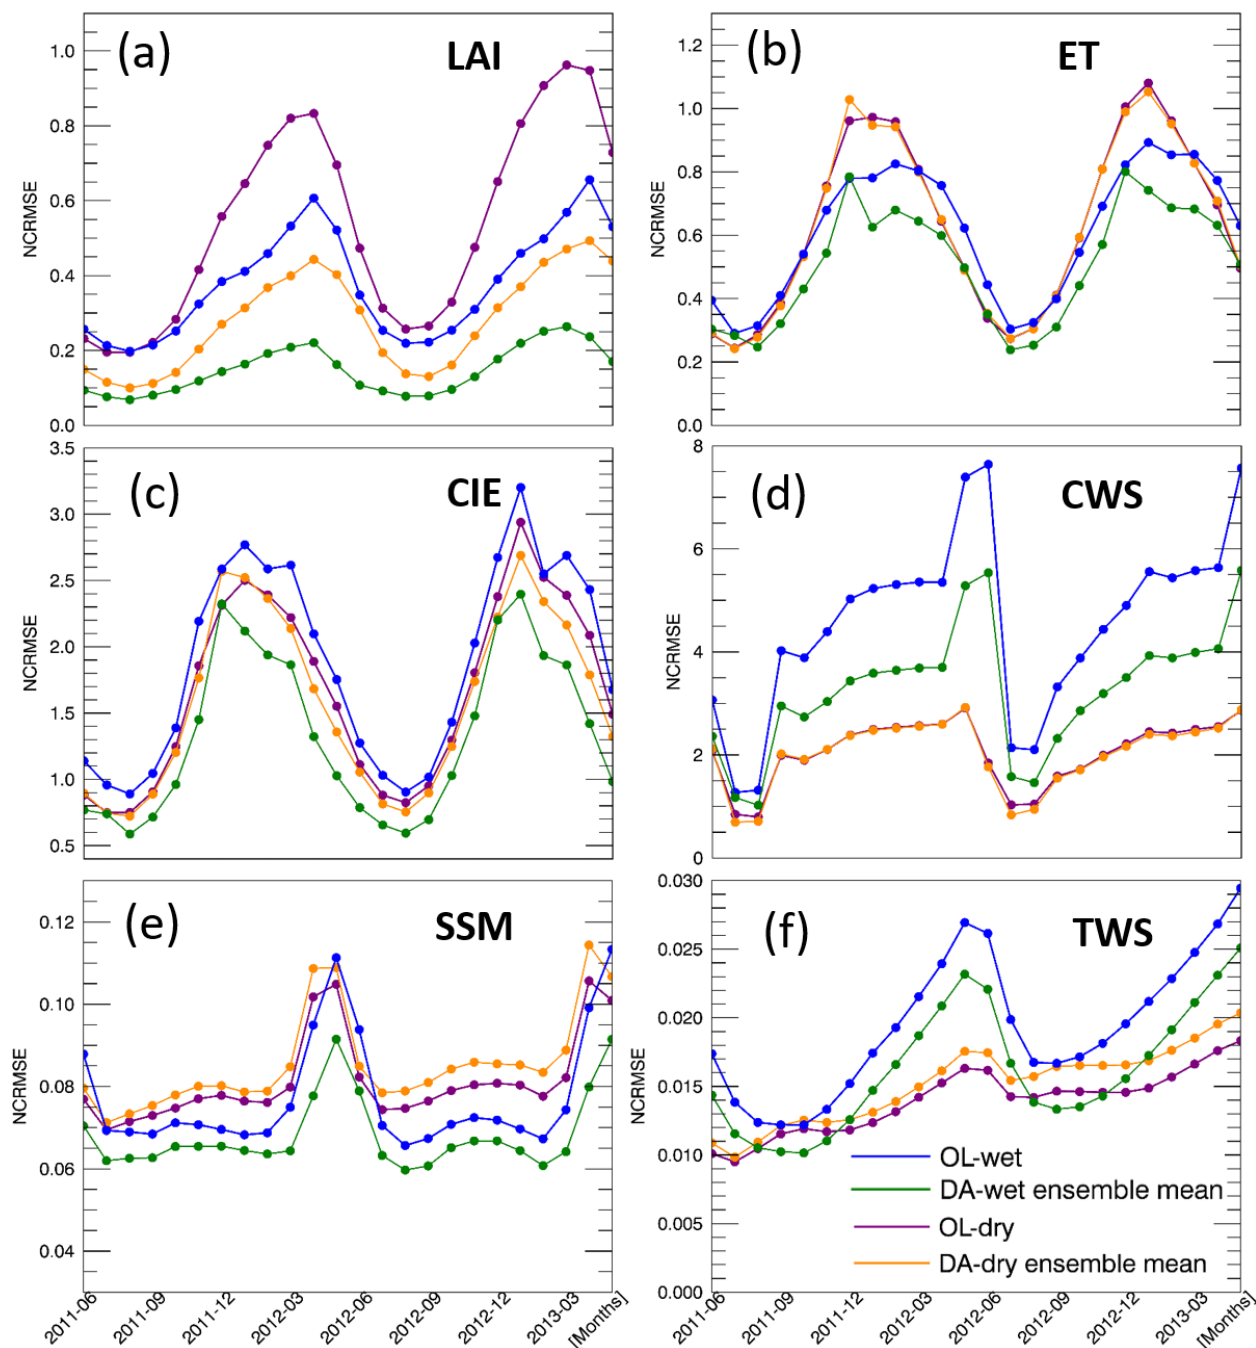 (a) LAI
1.0
0.8
0.6
0.4
0.2
0.0
NCRMSE
(b) ET
1.2
1.0
0.8
0.6
0.4
0.2
0.0
NCRMSE
(c) CIE
3.5
3.0
2.5
2.0
1.5
1.0
0.5
NCRMSE
(d) CWS
8
6
4
2
0
NCRMSE
(e) SSM
0.12
0.10
0.08
0.06
0.04
NCRMSE
2011-06 2011-09 2011-12 2012-03 2012-06 2012-09 2012-12 2013-03 [Months]
(f) TWS
0.030
0.025
0.020
0.015
0.010
0.005
0.000
NCRMSE
OL-wet
DA-wet ensemble mean
OL-dry
DA-dry ensemble mean
2011-06 2011-09 2011-12 2012-03 2012-06 2012-09 2012-12 2013-03 [Months]